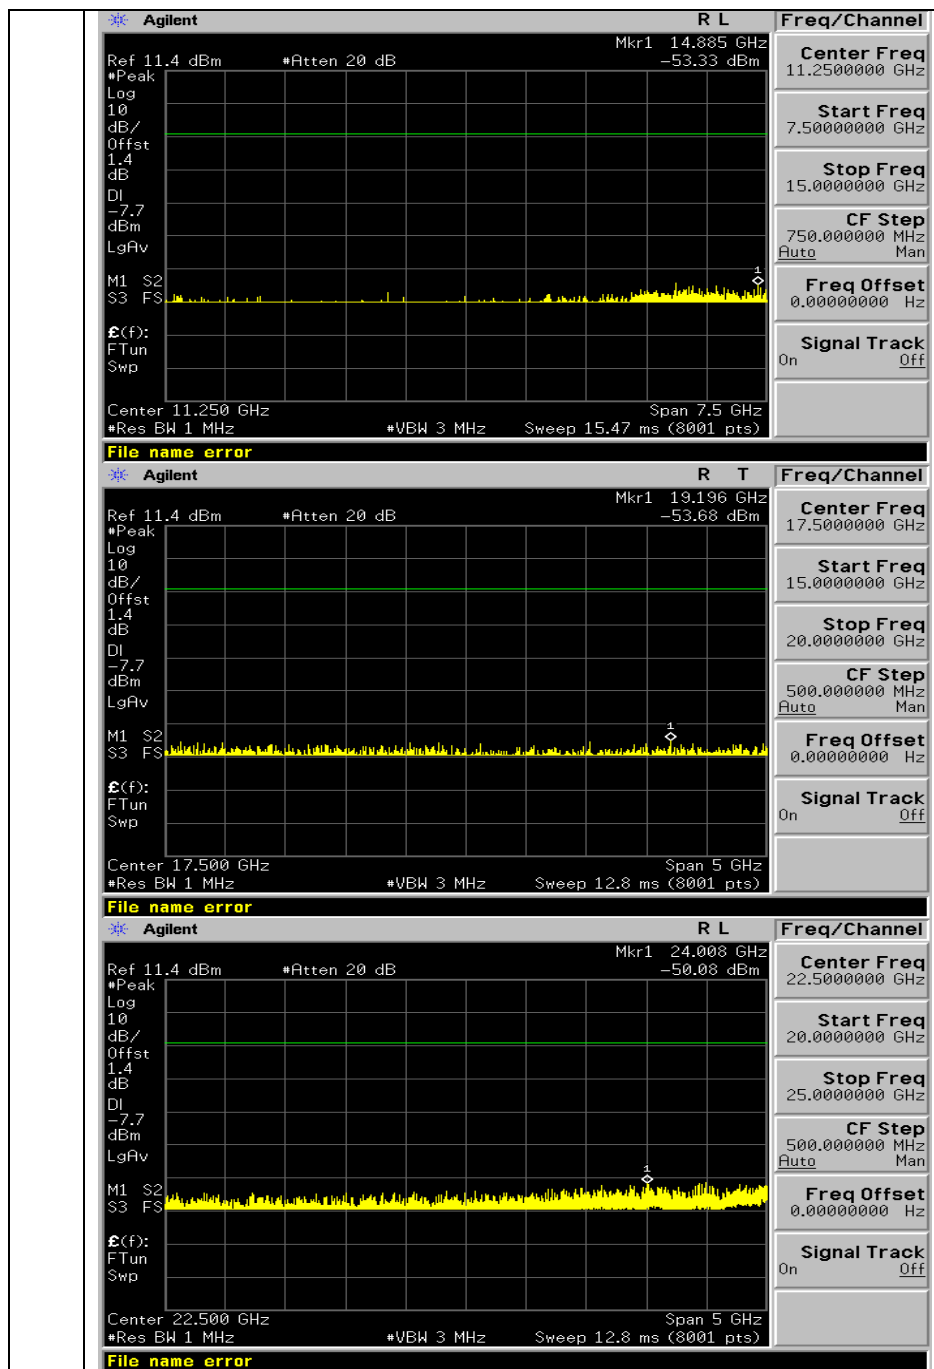 Agilent R L Freq/Channel
Mkr1 14.885 GHz
Ref 11.4 dBm #Atten 20 dB -53.33 dBm
#Peak
Log
10
dB/
Offst
1.4
dB
DI
-7.7
dBm
LgAv
M1 S2
S3 FS
£(f):
FTun
Swp
1
Center 11.250 GHz Span 7.5 GHz
#Res BW 1 MHz #VBW 3 MHz Sweep 15.47 ms (8001 pts)
Center Freq
11.2500000 GHz
Start Freq
7.50000000 GHz
Stop Freq
15.0000000 GHz
CF Step
750.000000 MHz
Auto Man
Freq Offset
0.00000000 Hz
Signal Track
On Off
File name error
Agilent R T Freq/Channel
Mkr1 19.196 GHz
Ref 11.4 dBm #Atten 20 dB -53.68 dBm
#Peak
Log
10
dB/
Offst
1.4
dB
DI
-7.7
dBm
LgAv
M1 S2
S3 FS
£(f):
FTun
Swp
1
Center 17.500 GHz Span 5 GHz
#Res BW 1 MHz #VBW 3 MHz Sweep 12.8 ms (8001 pts)
Center Freq
17.5000000 GHz
Start Freq
15.0000000 GHz
Stop Freq
20.0000000 GHz
CF Step
500.000000 MHz
Auto Man
Freq Offset
0.00000000 Hz
Signal Track
On Off
File name error
Agilent R L Freq/Channel
Mkr1 24.008 GHz
Ref 11.4 dBm #Atten 20 dB -50.08 dBm
#Peak
Log
10
dB/
Offst
1.4
dB
DI
-7.7
dBm
LgAv
M1 S2
S3 FS
£(f):
FTun
Swp
1
Center 22.500 GHz Span 5 GHz
#Res BW 1 MHz #VBW 3 MHz Sweep 12.8 ms (8001 pts)
Center Freq
22.5000000 GHz
Start Freq
20.0000000 GHz
Stop Freq
25.0000000 GHz
CF Step
500.000000 MHz
Auto Man
Freq Offset
0.00000000 Hz
Signal Track
On Off
File name error